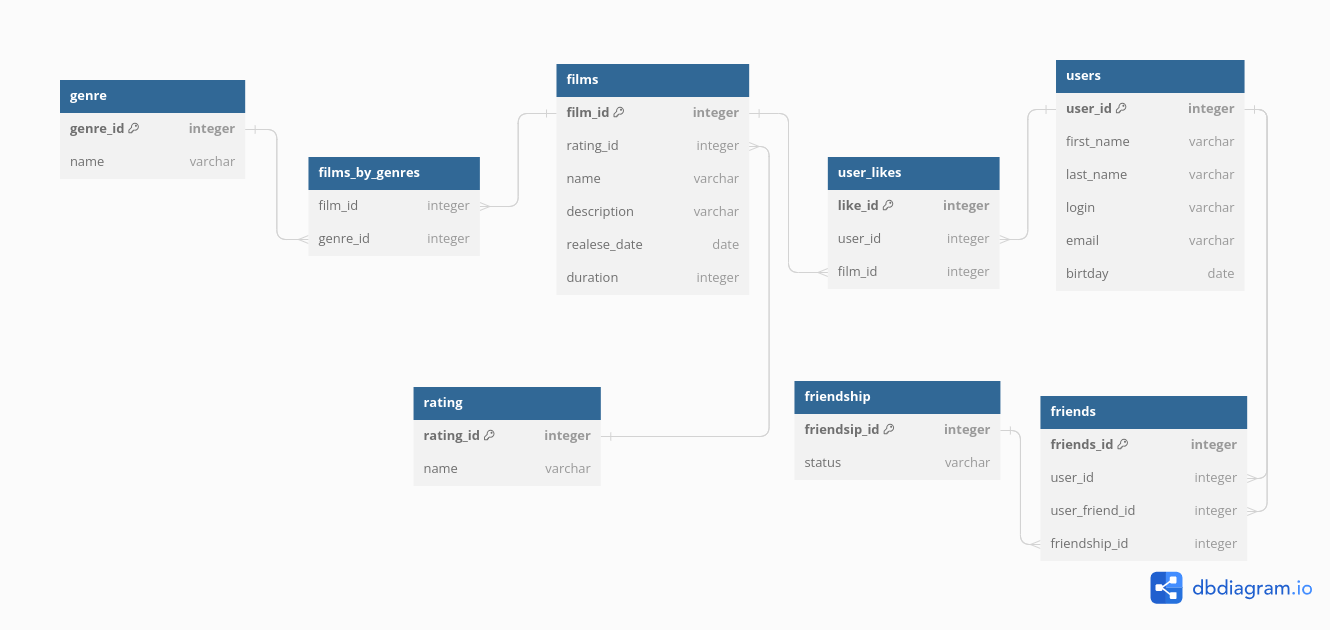 genre
genre_id integer
name varchar
films_by_genres
film_id integer
genre_id integer
films
film_id integer
rating_id integer
name varchar
description varchar
realese_date date
duration integer
user_likes
like_id integer
user_id integer
film_id integer
users
user_id integer
first_name varchar
last_name varchar
login varchar
email varchar
birtday date
rating
rating_id integer
name varchar
friendship
friendsip_id integer
status varchar
friends
friends_id integer
user_id integer
user_friend_id integer
friendship_id integer
dbdiagram.io